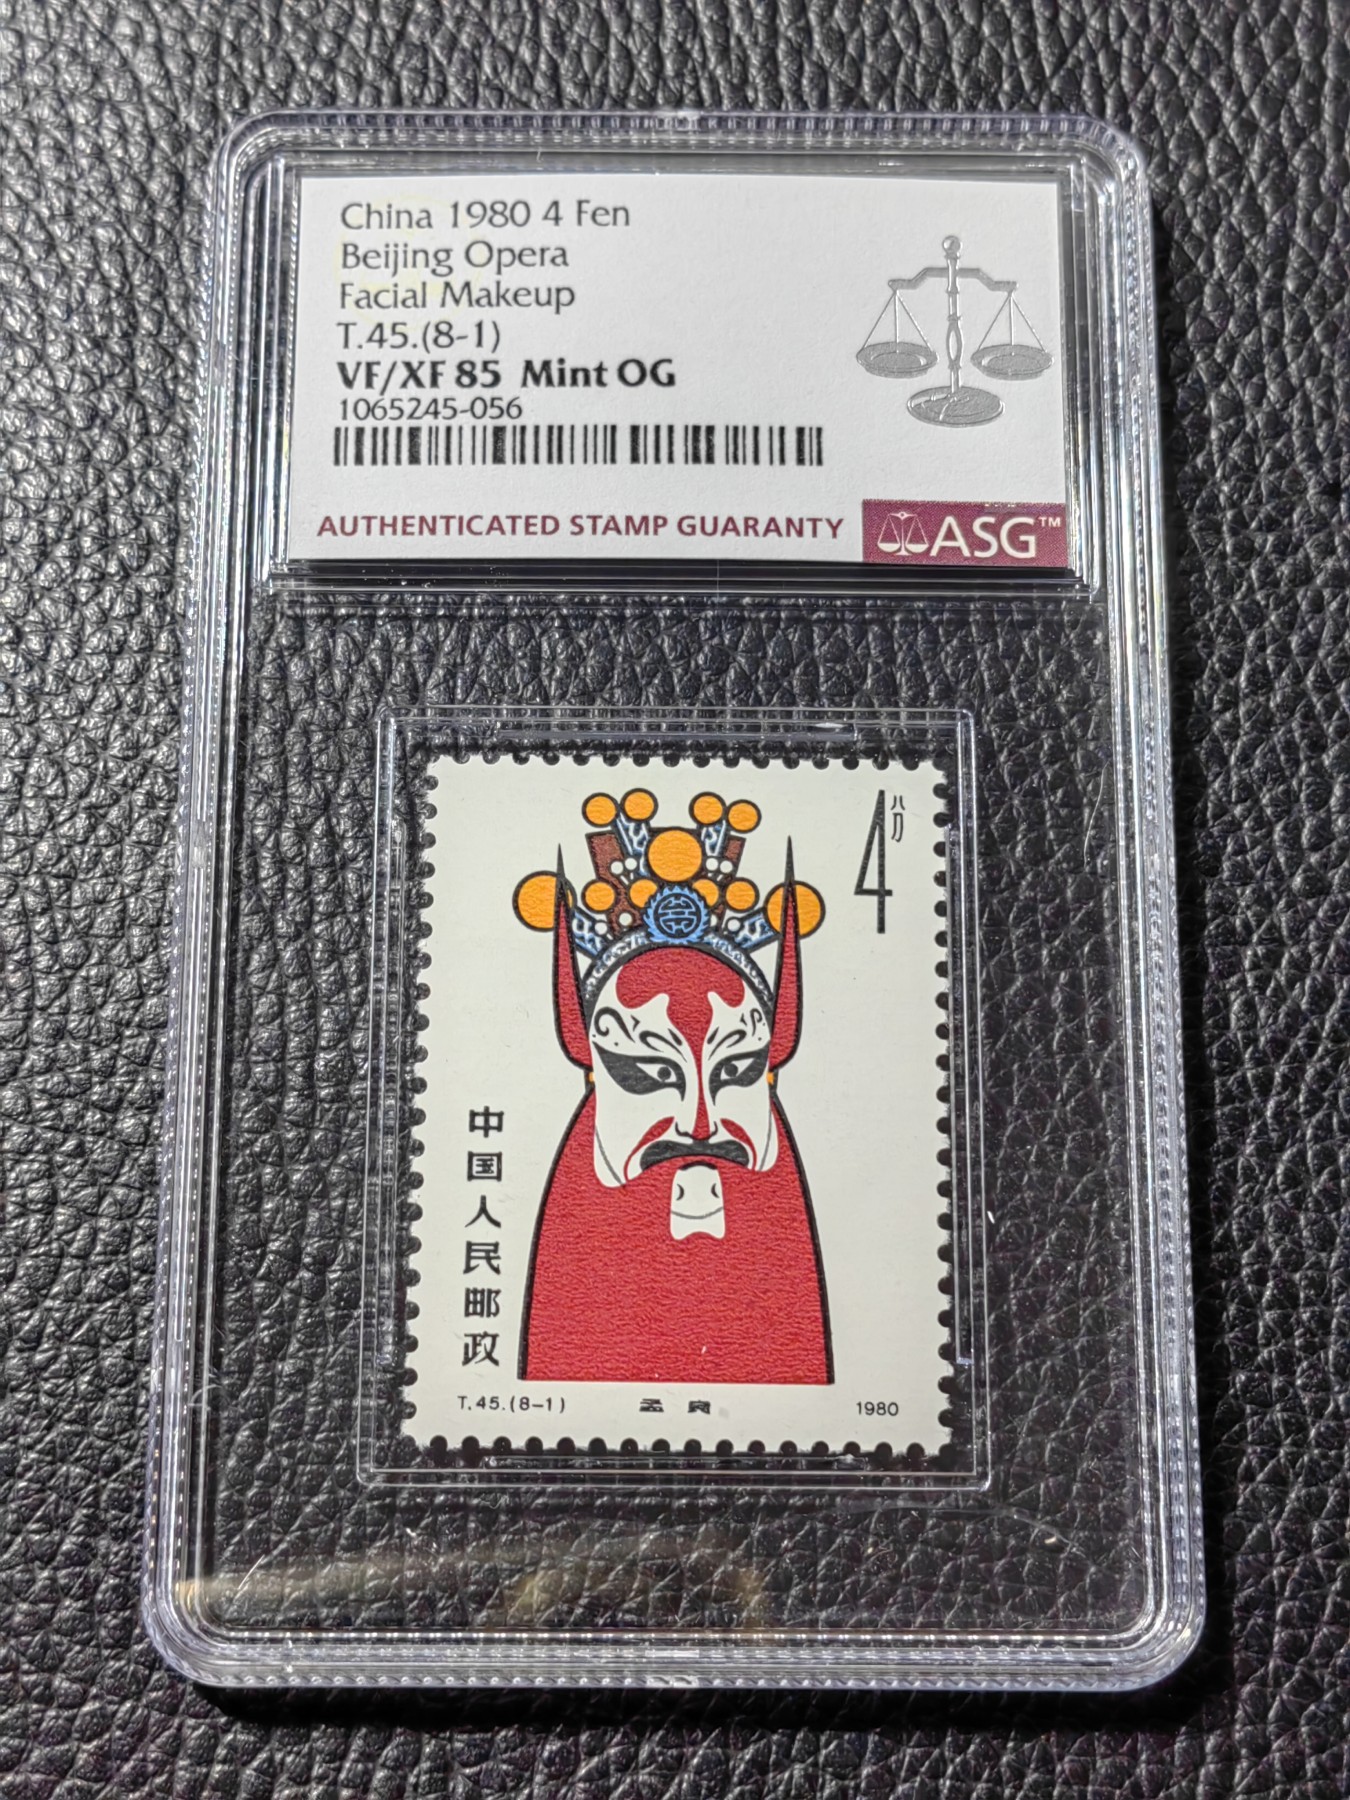 China 1980 4 Fen
Beijing Opera
Facial Makeup
T.45.(8-1)
VF/XF 85 Mint OG
1065245-056
AUTHENTICATED STAMP GUARANTY
ASG™
4分
中国人民邮政
T.45.(8-1) 孟良 1980